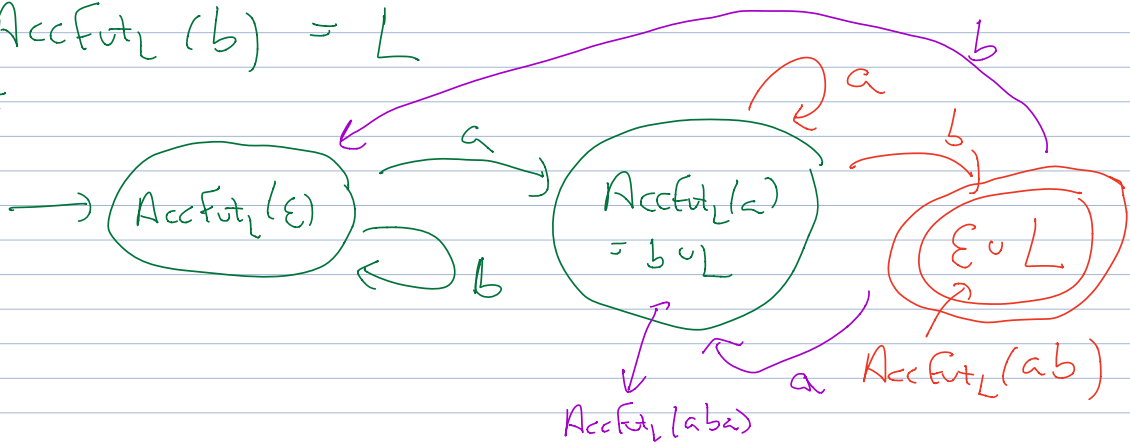 AccFut_L (b) = L
b
a
a
b
AccFut_L(ε)
AccFut_L(a)
= b ∪ L
ε ∪ L
b
a
AccFut_L(ab)
AccFut_L(aba)